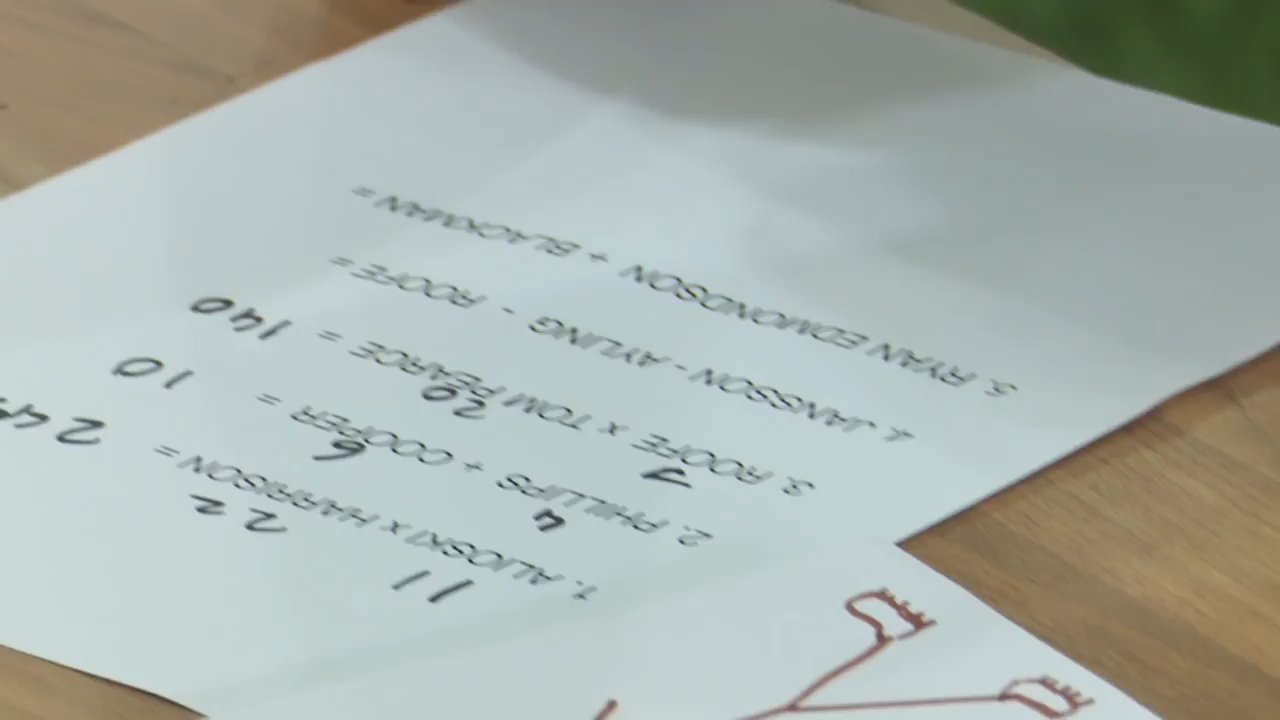 11 22
1. ALIOSKI x HARRISON = 24
4 6
2. PHILLIPS + COOPER = 10
7 20
3. ROOFE x TOM PEARCE = 140
4. JANSSON - AYLING - ROOFE =
5. RYAN EDMONDSON + BLACKMAN =